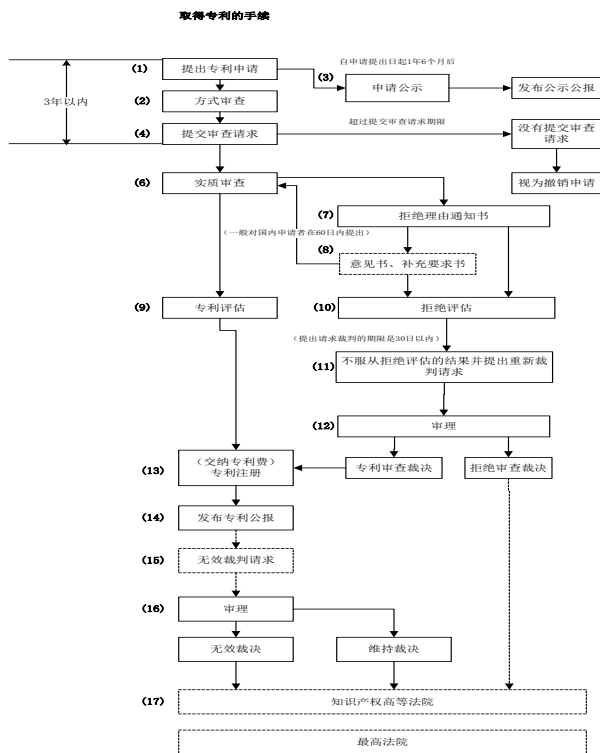 取得专利的手续
自申请提出日起1年6个月后
(1)
提出专利申请
(3)
申请公示
发布公示公报
3年以内
(2)
方式审查
超过提交审查请求期限
(4)
提交审查请求
没有提交审查
请求
(6)
实质审查
视为撤销申请
(7)
拒绝理由通知书
(一般对国内申请者在60日内提出)
(8)
意见书、补充要求书
(9)
专利评估
(10)
拒绝评估
(提出请求裁判的期限是30日以内)
(11)
不服从拒绝评估的结果并提出重新裁
判请求
(12)
审理
(13)
(交纳专利费)
专利注册
专利审查裁决
拒绝审查裁决
(14)
发布专利公报
(15)
无效裁判请求
(16)
审理
无效裁决
维持裁决
(17)
知识产权高等法院
最高法院